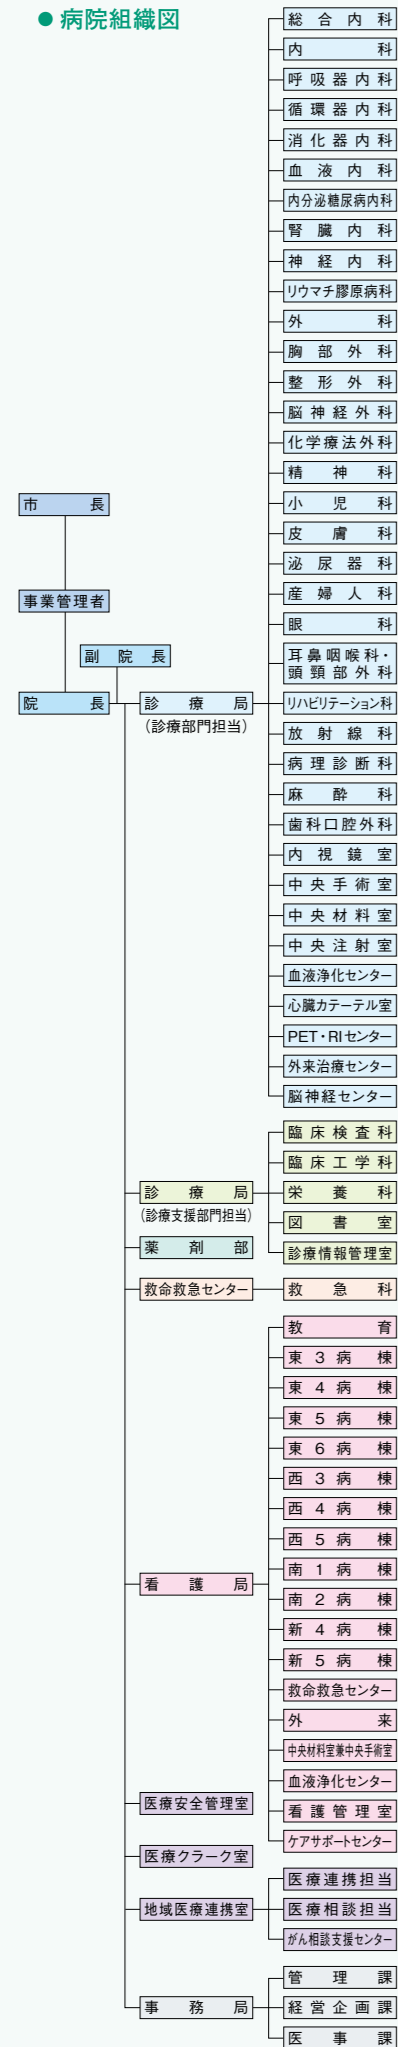 ● 病院組織図
市長
事業管理者
副院長
院長
診療局
（診療部門担当）
総合内科
内科
呼吸器内科
循環器内科
消化器内科
血液内科
内分泌糖尿病内科
腎臓内科
神経内科
リウマチ膠原病科
外科
胸部外科
整形外科
脳神経外科
化学療法外科
精神科
小児科
皮膚科
泌尿器科
産婦人科
眼科
耳鼻咽喉科・
頭頸部外科
リハビリテーション科
放射線科
病理診断科
麻酔科
歯科口腔外科
内視鏡室
中央手術室
中央材料室
中央注射室
血液浄化センター
心臓カテーテル室
PET・RIセンター
外来治療センター
脳神経センター
診療局
（診療支援部門担当）
臨床検査科
臨床工学科
栄養科
図書室
診療情報管理室
薬剤部
救命救急センター
救急科
看護局
教育
東3病棟
東4病棟
東5病棟
東6病棟
西3病棟
西4病棟
西5病棟
南1病棟
南2病棟
新4病棟
新5病棟
救命救急センター
外来
中央材料室兼中央手術室
血液浄化センター
看護管理室
ケアサポートセンター
医療安全管理室
医療クラーク室
地域医療連携室
医療連携担当
医療相談担当
がん相談支援センター
事務局
管理課
経営企画課
医事課